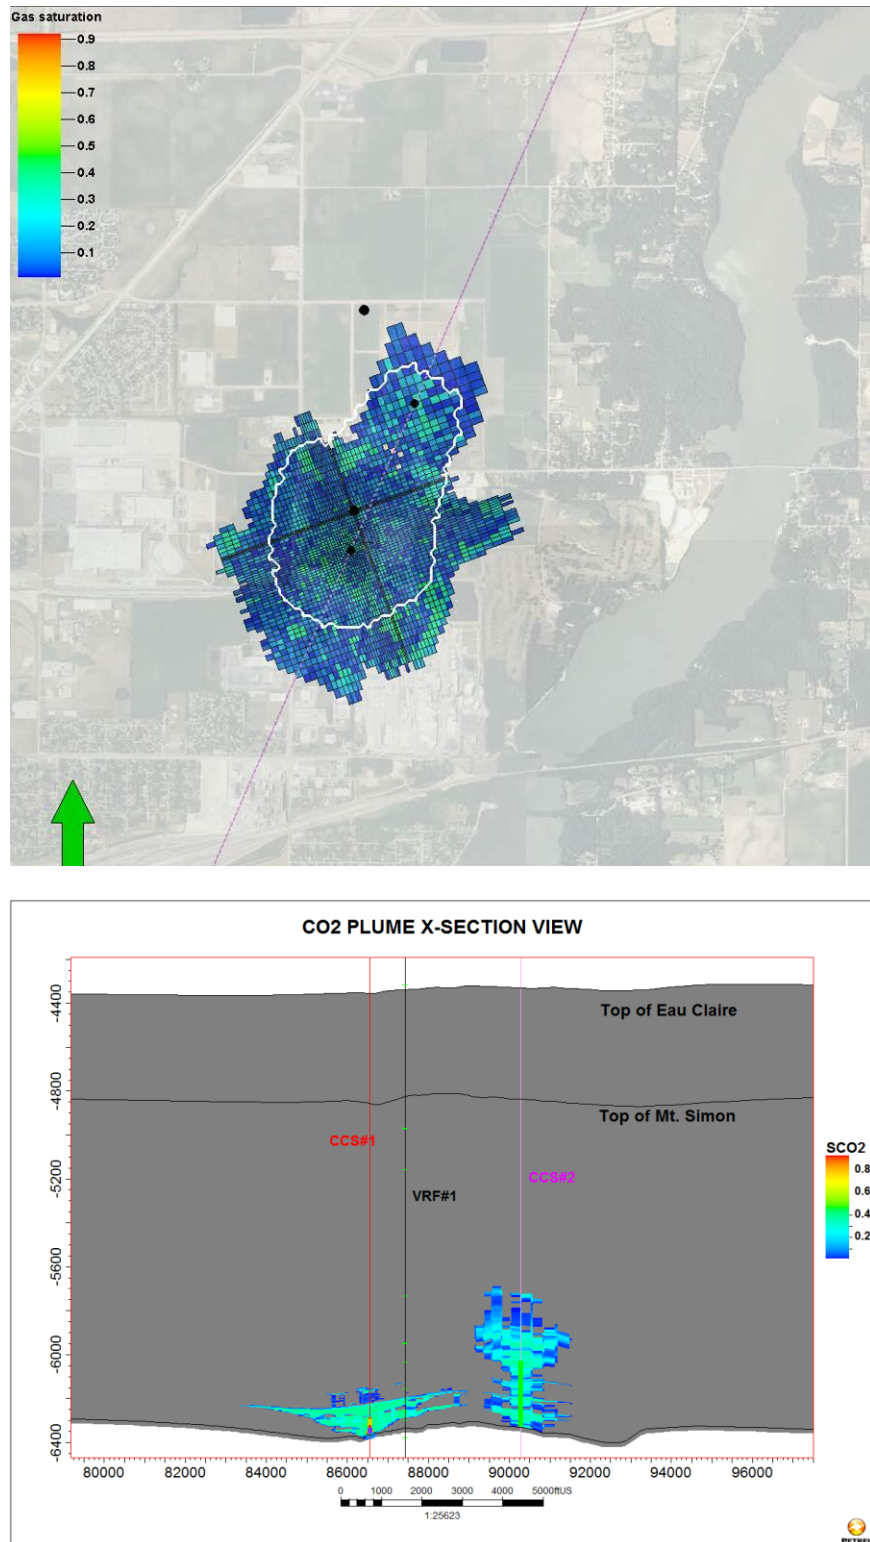 Gas saturation
0.9
0.8
0.7
0.6
0.5
0.4
0.3
0.2
0.1
CO2 PLUME X-SECTION VIEW
-4400
Top of Eau Claire
-4800
Top of Mt. Simon
CCS#1
SCO2
-5200
CCS#2
0.8
VRF#1
0.6
0.4
0.2
-5600
-6000
-6400
80000 82000 84000 86000 88000 90000 92000 94000 96000
0 1000 2000 3000 4000 5000ftUS
1:25623
PETREL